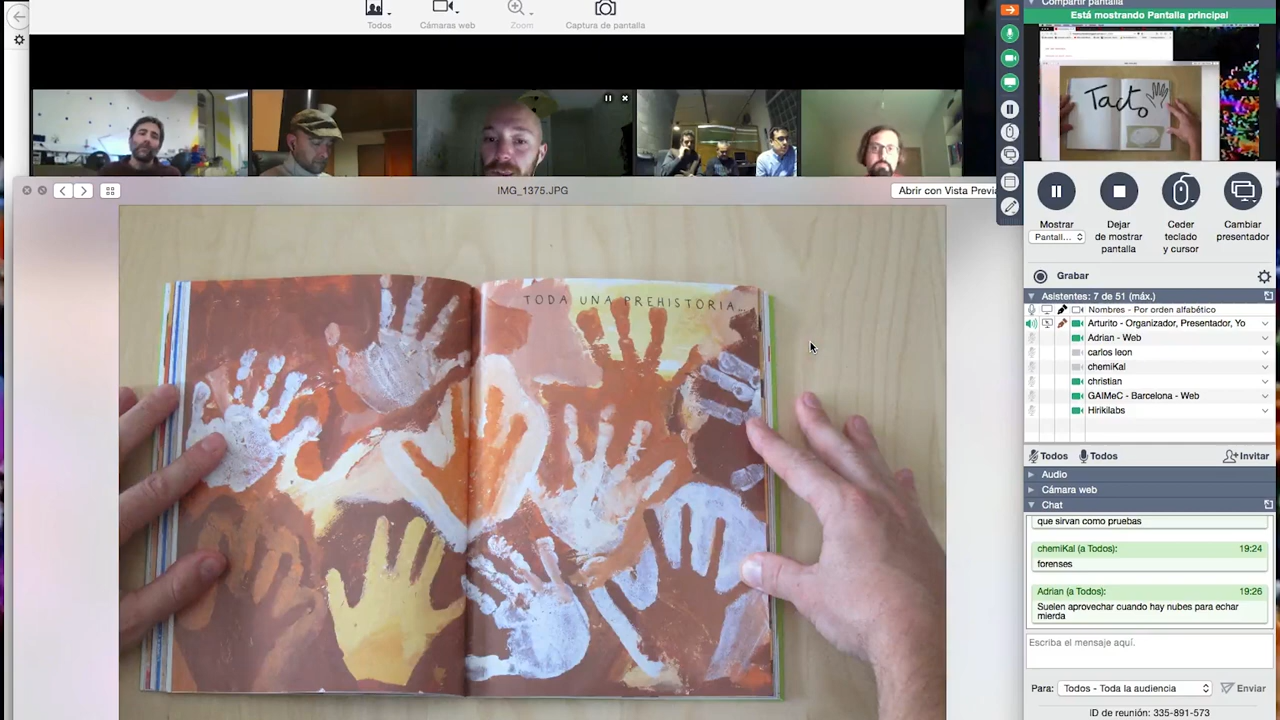 Todos
Cámaras web
Zoom
Captura de pantalla
IMG_1375.JPG
Abrir con Vista Previa
TODA UNA PREHISTORIA...
Compartir pantalla
Está mostrando Pantalla principal
Tacto
Mostrar
Pantall...
Dejar
de mostrar
pantalla
Ceder
teclado
y cursor
Cambiar
presentador
Grabar
Asistentes: 7 de 51 (máx.)
Nombres - Por orden alfabético
Arturito - Organizador, Presentador, Yo
Adrian - Web
carlos leon
chemiKal
christian
GAIMeC - Barcelona - Web
Hirikilabs
Todos
Todos
Invitar
Audio
Cámara web
Chat
que sirvan como pruebas
chemiKal (a Todos): 19:24
forenses
Adrian (a Todos): 19:26
Suelen aprovechar cuando hay nubes para echar
mierda
Escriba el mensaje aquí.
Para: Todos - Toda la audiencia
Enviar
ID de reunión: 335-891-573